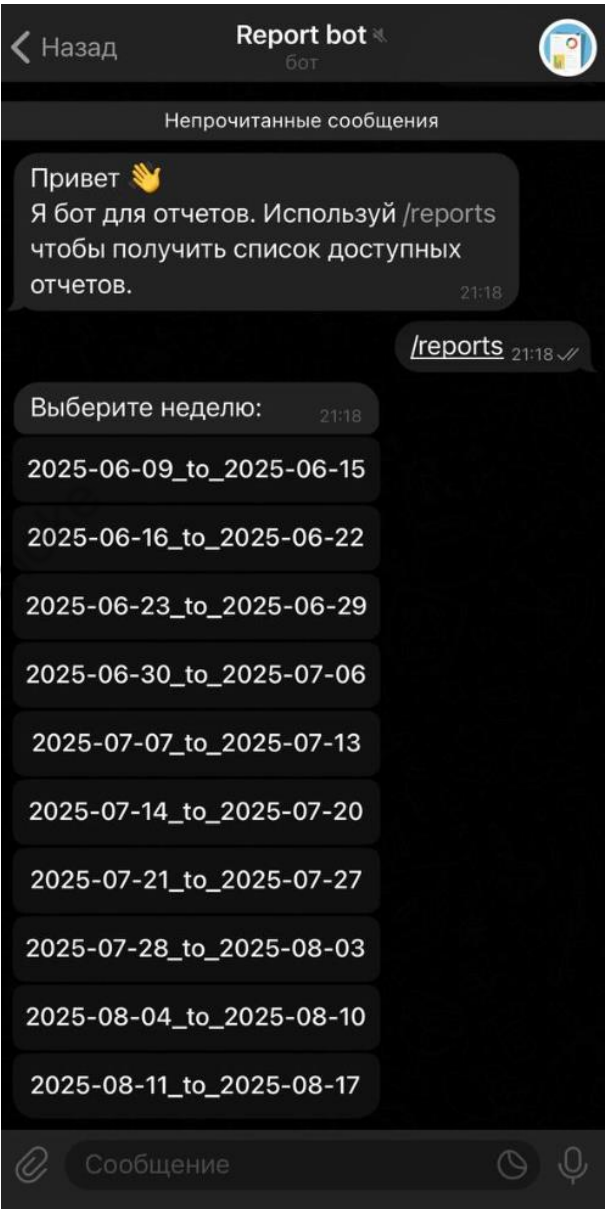 Назад
Report bot
бот
Непрочитанные сообщения
Привет 👋
Я бот для отчетов. Используй /reports
чтобы получить список доступных
отчетов.
21:18
/reports 21:18
Выберите неделю: 21:18
2025-06-09_to_2025-06-15
2025-06-16_to_2025-06-22
2025-06-23_to_2025-06-29
2025-06-30_to_2025-07-06
2025-07-07_to_2025-07-13
2025-07-14_to_2025-07-20
2025-07-21_to_2025-07-27
2025-07-28_to_2025-08-03
2025-08-04_to_2025-08-10
2025-08-11_to_2025-08-17
Сообщение